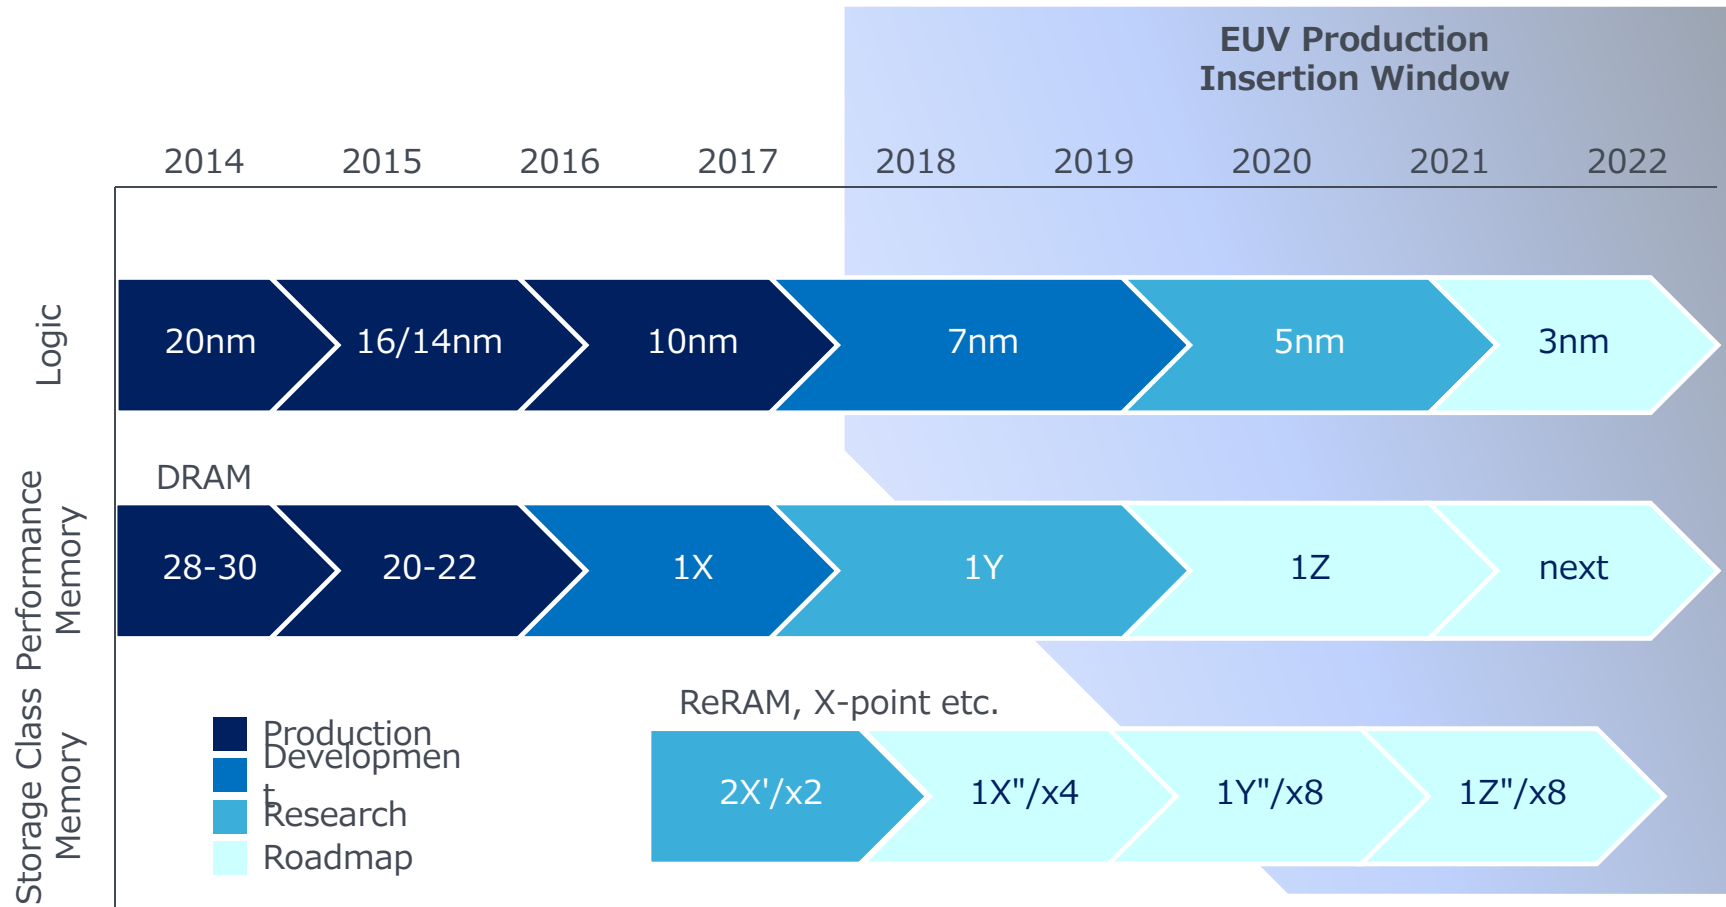 EUV Production
Insertion Window
2014 2015 2016 2017 2018 2019 2020 2021 2022
Logic
20nm 16/14nm 10nm 7nm 5nm 3nm
Performance
Memory
DRAM
28-30 20-22 1X 1Y 1Z next
Storage Class
Memory
ReRAM, X-point etc.
2X'/x2 1X"/x4 1Y"/x8 1Z"/x8
Production
Developmen
t
Research
Roadmap